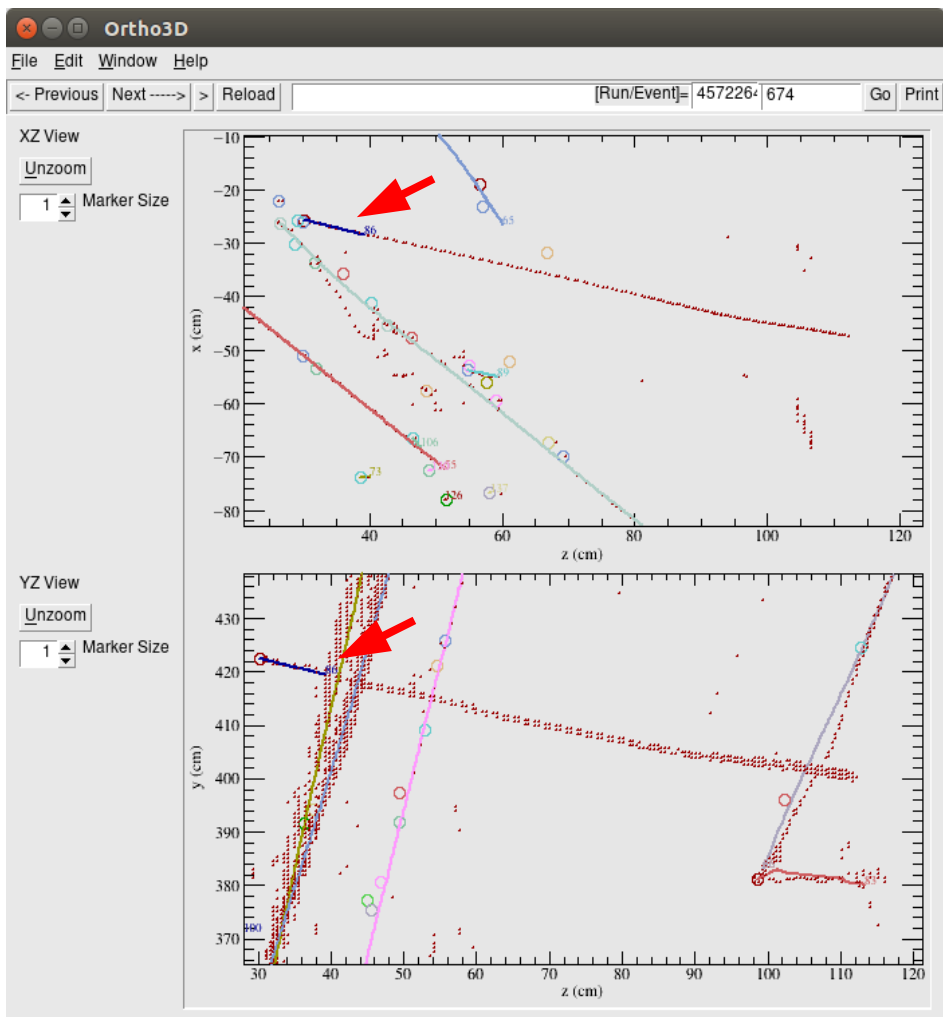 Ortho3D
File Edit Window Help
<- Previous Next -----> > Reload [Run/Event]= 4572264 674 Go Print
XZ View
Unzoom
1 Marker Size
−10
−20
−30
−40
−50
−60
−70
−80
x (cm)
65
86
89
106
55
73
126
137
40 60 80 100 120
z (cm)
YZ View
Unzoom
1 Marker Size
430
420
410
400
390
380
370
y (cm)
86
100
30 40 50 60 70 80 90 100 110 120
z (cm)